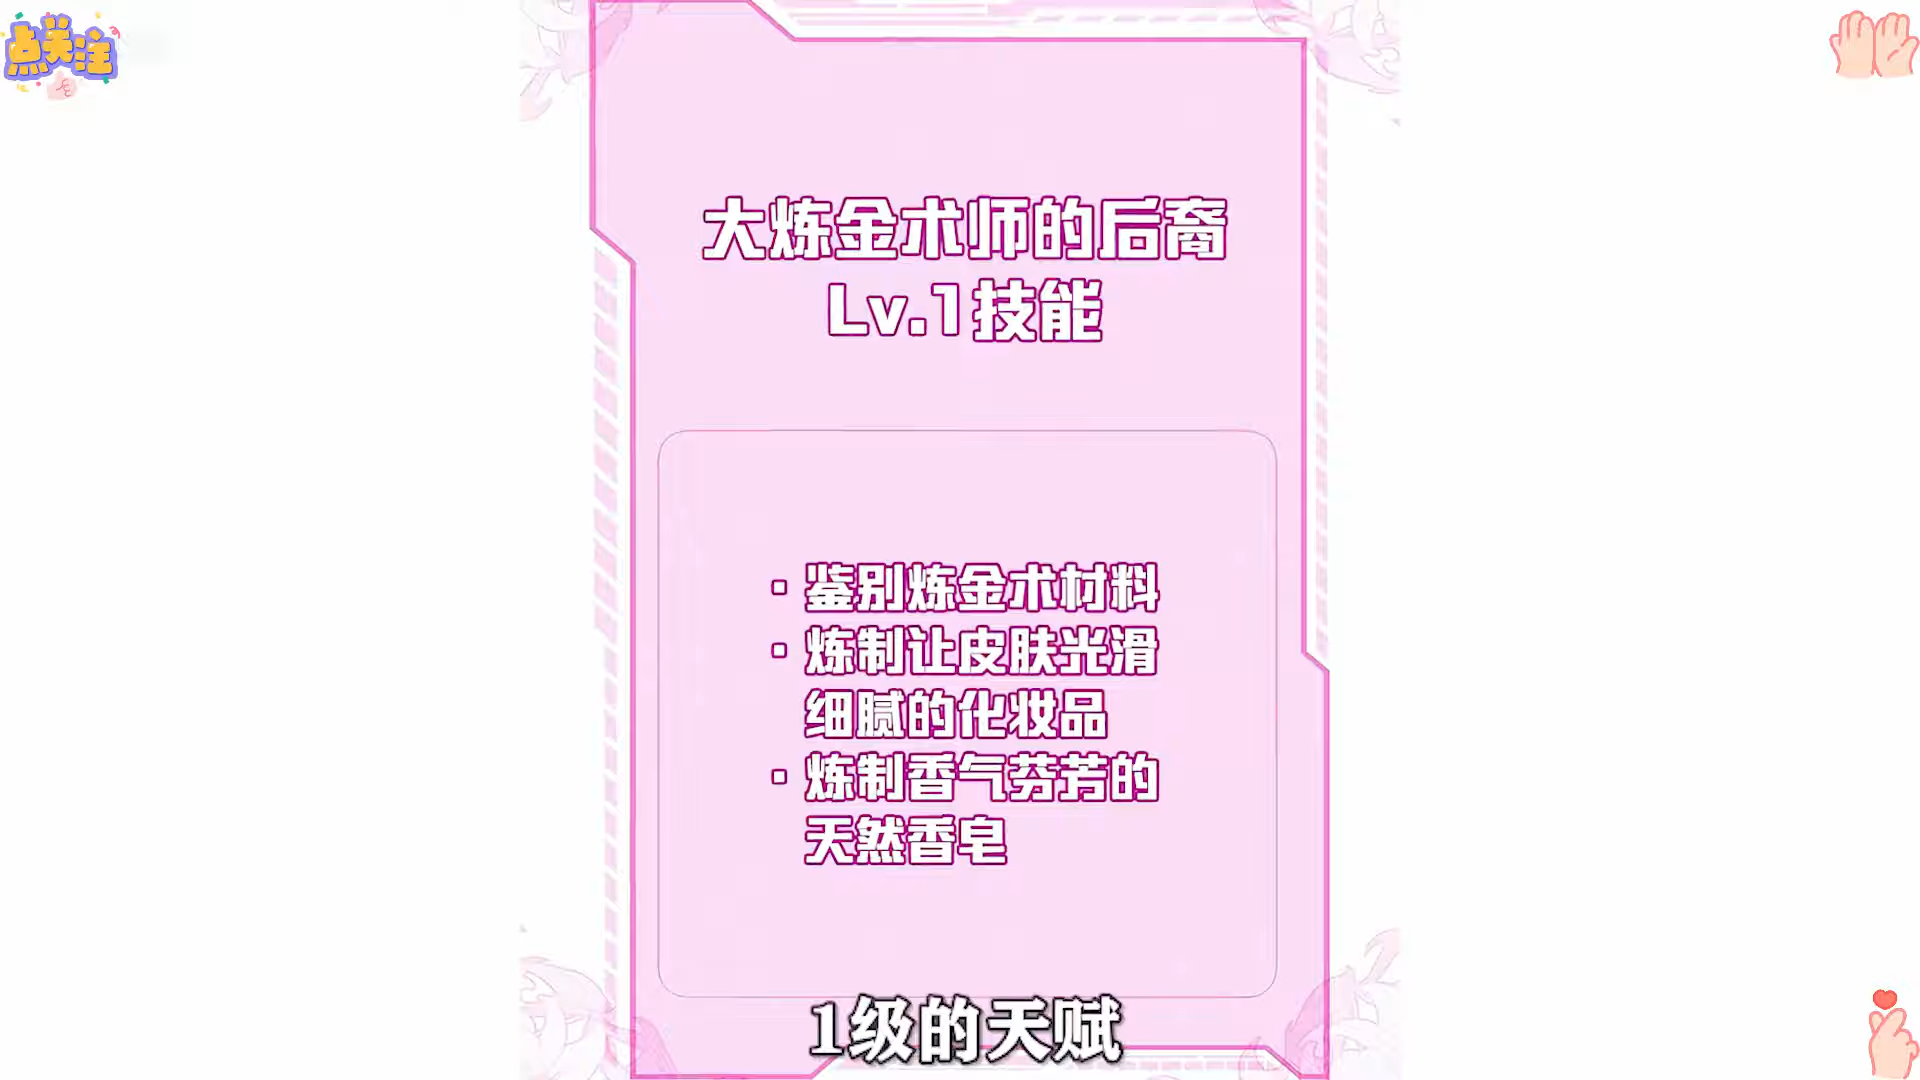 点关注
大炼金术师的后裔
Lv.1技能
· 鉴别炼金术材料
· 炼制让皮肤光滑
细腻的化妆品
· 炼制香气芬芳的
天然香皂
1级的天赋